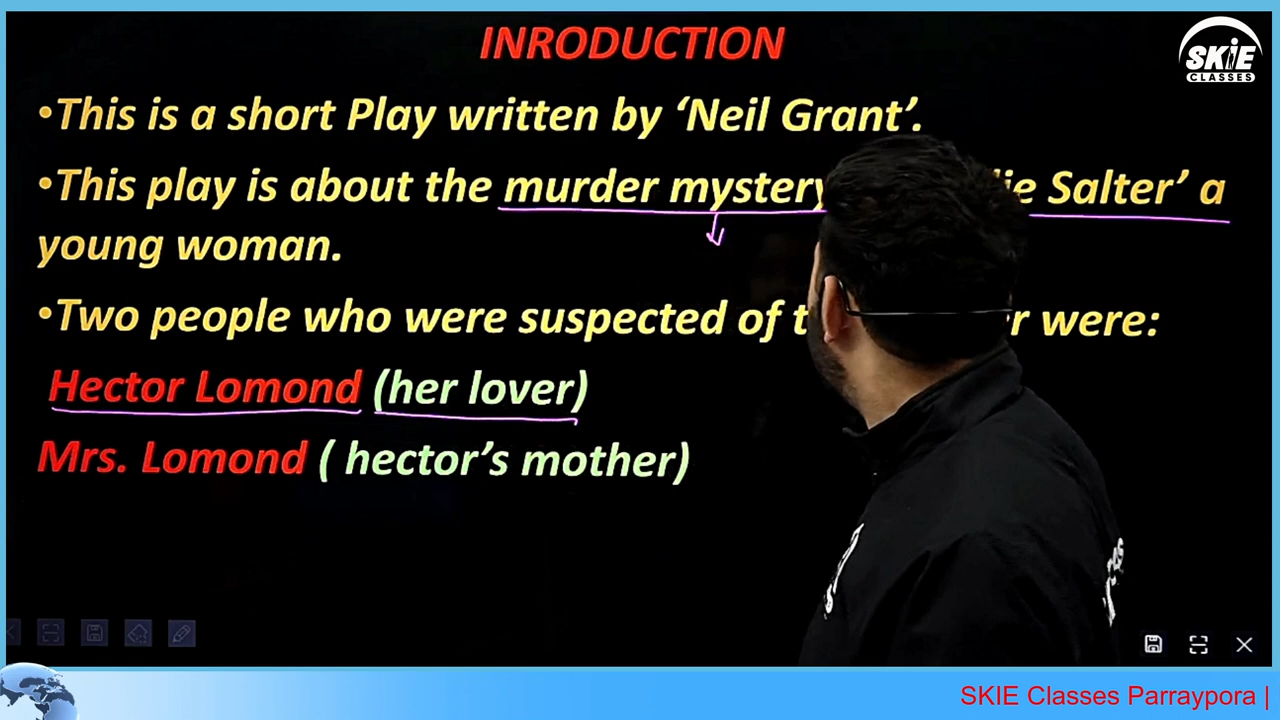 INRODUCTION
SKiE
CLASSES
•This is a short Play written by ‘Neil Grant’.
•This play is about the murder mystery Salter’ a
young woman.
•Two people who were suspected of were:
Hector Lomond (her lover)
Mrs. Lomond ( hector’s mother)
SKIE Classes Parraypora |